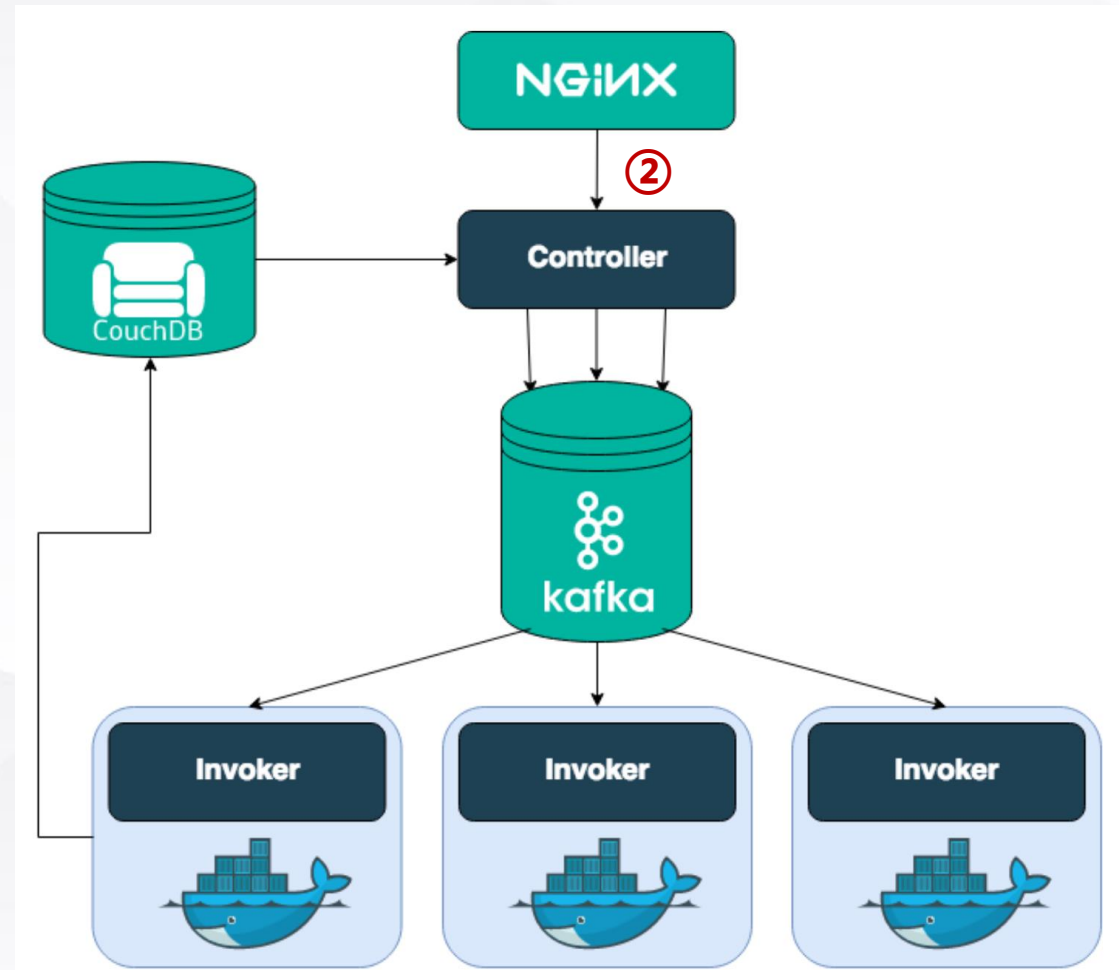 NGINX
②
Controller
CouchDB
kafka
Invoker
Invoker
Invoker